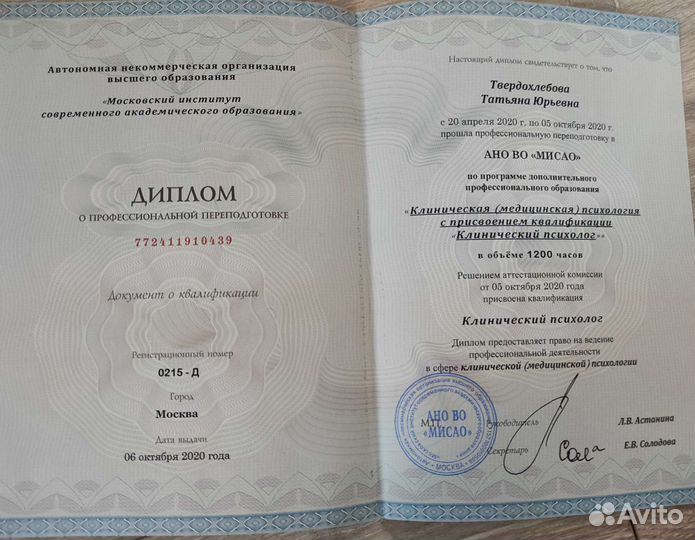 Автономная некоммерческая организация
высшего образования
«Московский институт
современного академического образования»
ДИПЛОМ
О ПРОФЕССИОНАЛЬНОЙ ПЕРЕПОДГОТОВКЕ
772411910439
Документ о квалификации
Регистрационный номер
0215 - Д
Город
Москва
Дата выдачи
06 октября 2020 года
Настоящий диплом свидетельствует о том, что
Твердохлебова
Татьяна Юрьевна
с 20 апреля 2020 г. по 05 октября 2020 г.
прошла профессиональную переподготовку в
АНО ВО «МИСАО»
по программе дополнительного
профессионального образования
«Клиническая (медицинская) психология
с присвоением квалификации
«Клинический психолог»»
в объёме 1200 часов
Решением аттестационной комиссии
от 05 октября 2020 года
присвоена квалификация
Клинический психолог
Диплом предоставляет право на ведение
профессиональной деятельности
в сфере клинической (медицинской) психологии
М.П.
АНО ВО
«МИСАО»
МОСКВА
Руководитель
Л.В. Астанина
Секретарь
Е.В. Солодова
Avito